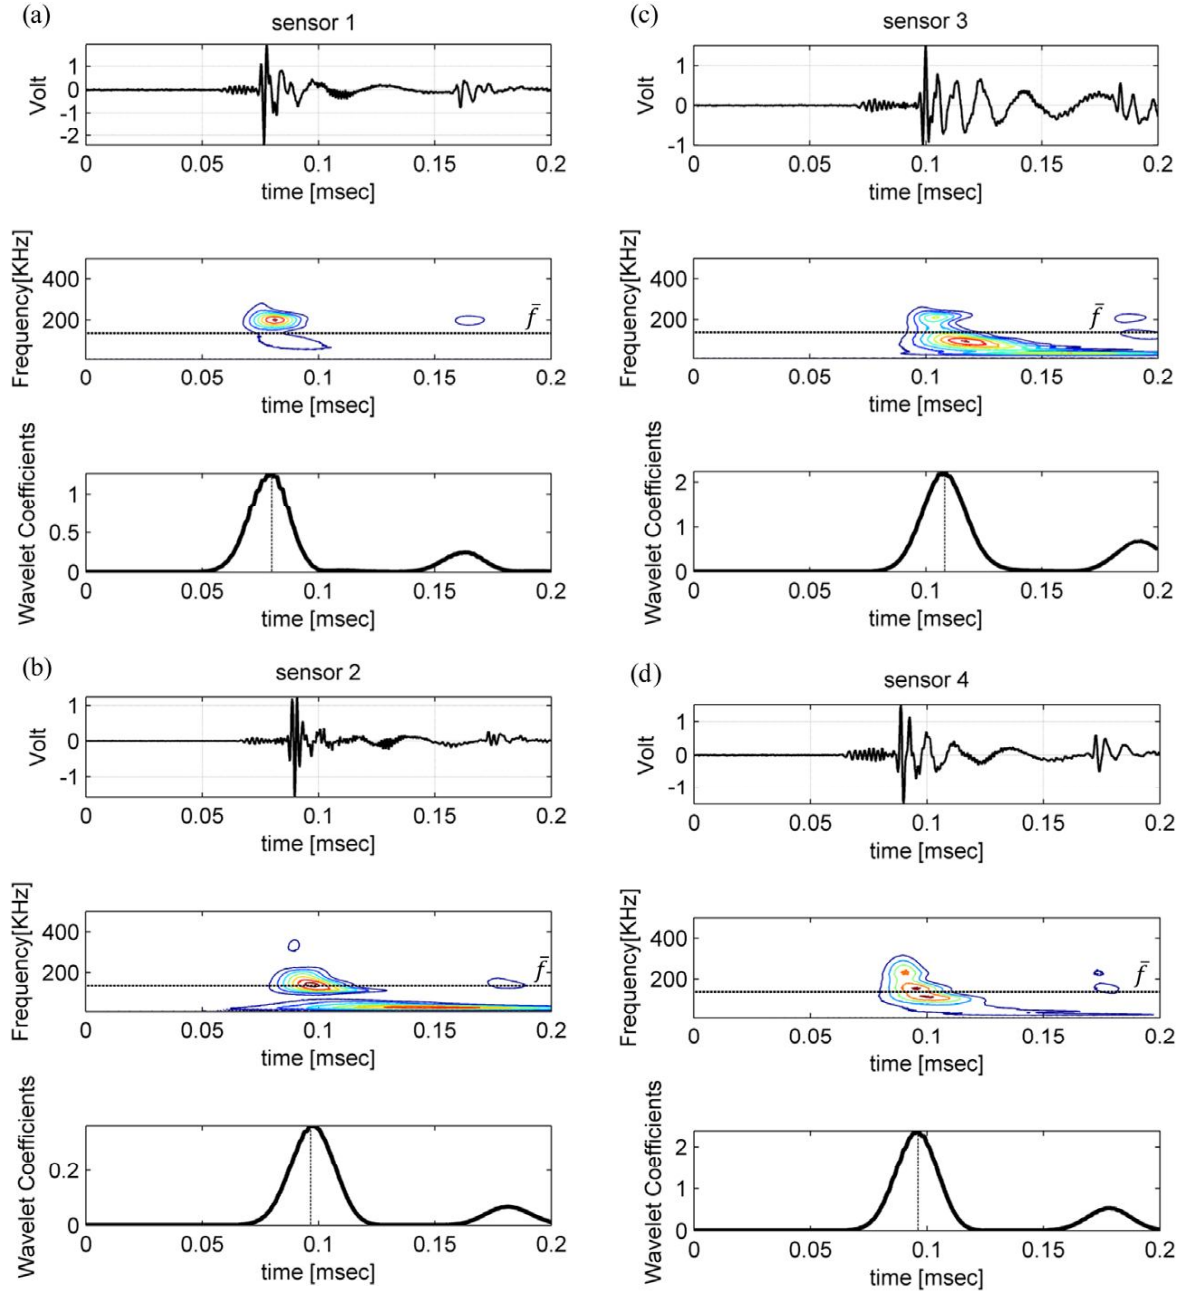 (a)
sensor 1
Volt
1
0
-1
-2
0 0.05 0.1 0.15 0.2
time [msec]
Frequency[KHz]
400
200
f̄
0 0.05 0.1 0.15 0.2
time [msec]
Wavelet Coefficients
1
0.5
0
0 0.05 0.1 0.15 0.2
time [msec]
(b)
sensor 2
Volt
1
0
-1
0 0.05 0.1 0.15 0.2
time [msec]
Frequency[KHz]
400
200
f̄
0 0.05 0.1 0.15 0.2
time [msec]
Wavelet Coefficients
0.2
0
0 0.05 0.1 0.15 0.2
time [msec]
(c)
sensor 3
Volt
1
0
-1
0 0.05 0.1 0.15 0.2
time [msec]
Frequency[KHz]
400
200
f̄
0 0.05 0.1 0.15 0.2
time [msec]
Wavelet Coefficients
2
1
0
0 0.05 0.1 0.15 0.2
time [msec]
(d)
sensor 4
Volt
1
0
-1
0 0.05 0.1 0.15 0.2
time [msec]
Frequency[KHz]
400
200
f̄
0 0.05 0.1 0.15 0.2
time [msec]
Wavelet Coefficients
2
1
0
0 0.05 0.1 0.15 0.2
time [msec]